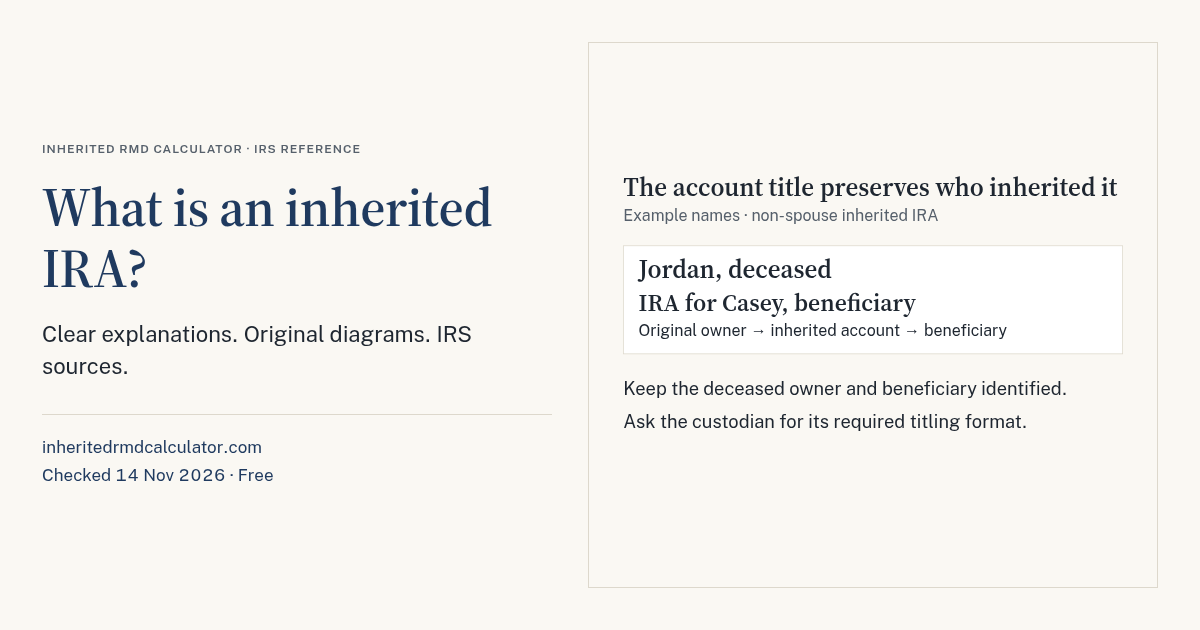 INHERITED RMD CALCULATOR · IRS REFERENCE
What is an inherited
IRA?
Clear explanations. Original diagrams. IRS
sources.
inheritedrmdcalculator.com
Checked 14 Nov 2026 · Free
The account title preserves who inherited it
Example names · non-spouse inherited IRA
Jordan, deceased
IRA for Casey, beneficiary
Original owner → inherited account → beneficiary
Keep the deceased owner and beneficiary identified.
Ask the custodian for its required titling format.